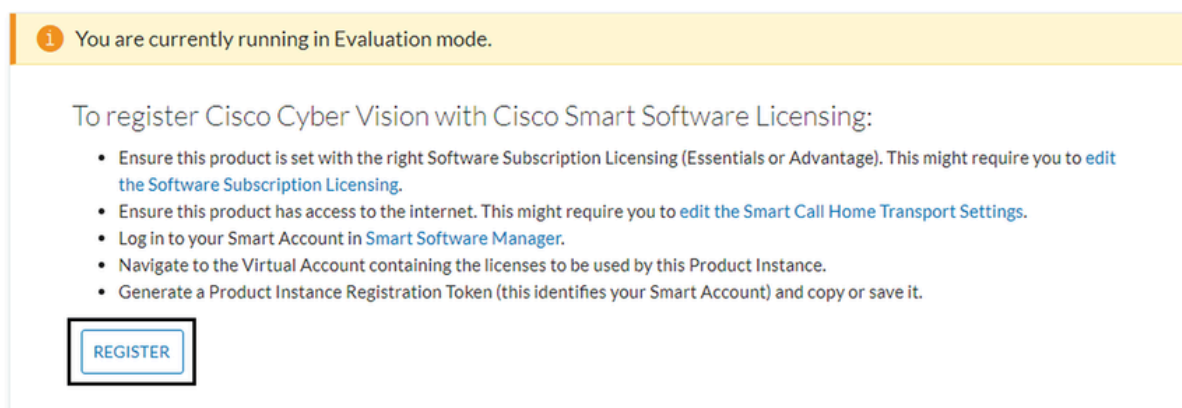 You are currently running in Evaluation mode.
To register Cisco Cyber Vision with Cisco Smart Software Licensing:
• Ensure this product is set with the right Software Subscription Licensing (Essentials or Advantage). This might require you to edit
the Software Subscription Licensing.
• Ensure this product has access to the internet. This might require you to edit the Smart Call Home Transport Settings.
• Log in to your Smart Account in Smart Software Manager.
• Navigate to the Virtual Account containing the licenses to be used by this Product Instance.
• Generate a Product Instance Registration Token (this identifies your Smart Account) and copy or save it.
REGISTER